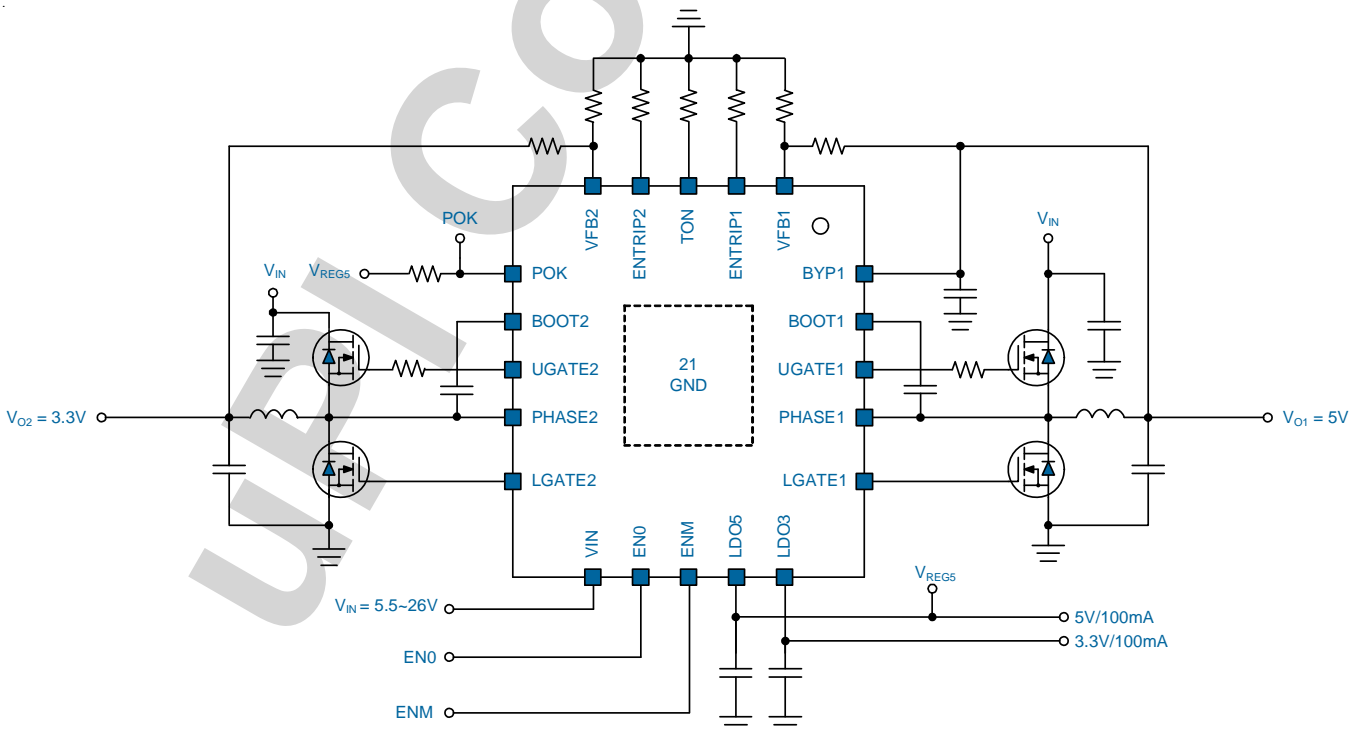 uPI Co
VFB2
ENTRIP2
TON
ENTRIP1
VFB1
POK
VIN
VREG5
POK
BYP1
VIN
BOOT2
BOOT1
UGATE2
21
GND
UGATE1
VO2 = 3.3V
PHASE2
PHASE1
VO1 = 5V
LGATE2
LGATE1
VIN
EN0
ENM
LDO5
LDO3
VREG5
VIN = 5.5~26V
5V/100mA
3.3V/100mA
EN0
ENM